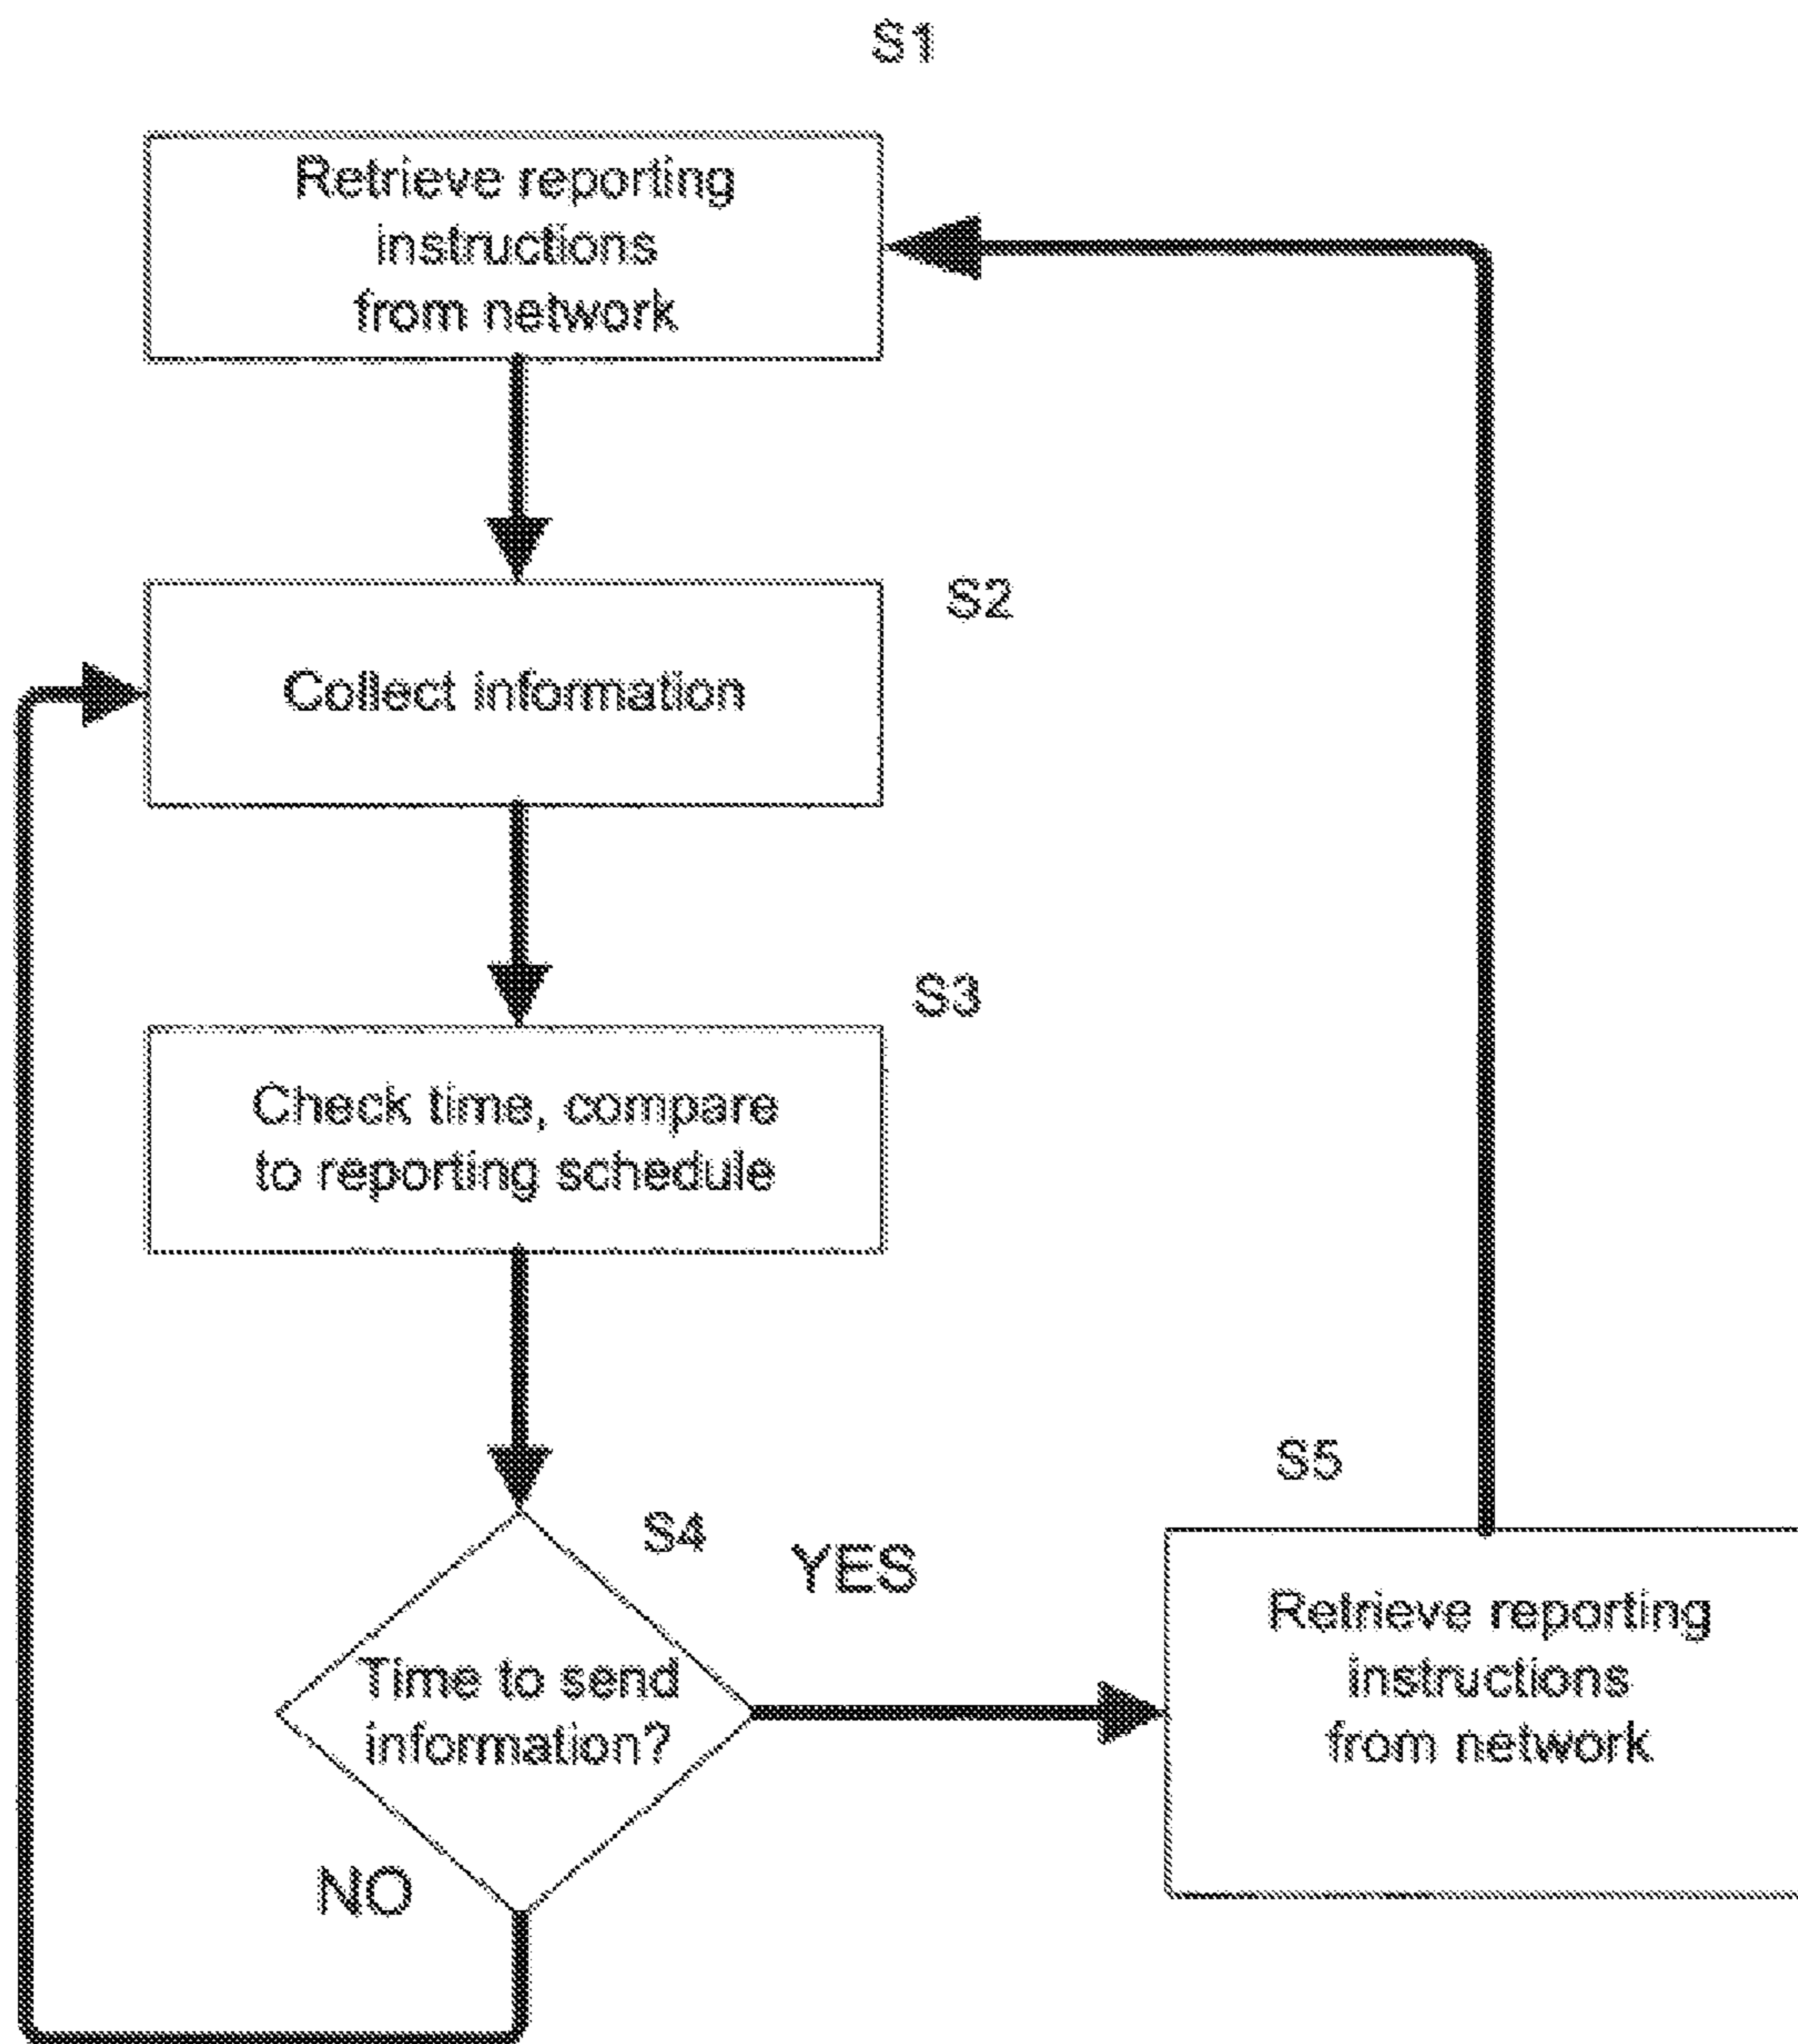 S1
Retrieve reporting
instructions
from network
S2
Collect information
S3
Check time, compare
to reporting schedule
S4
YES
Time to send
information?
NO
S5
Retrieve reporting
instructions
from network